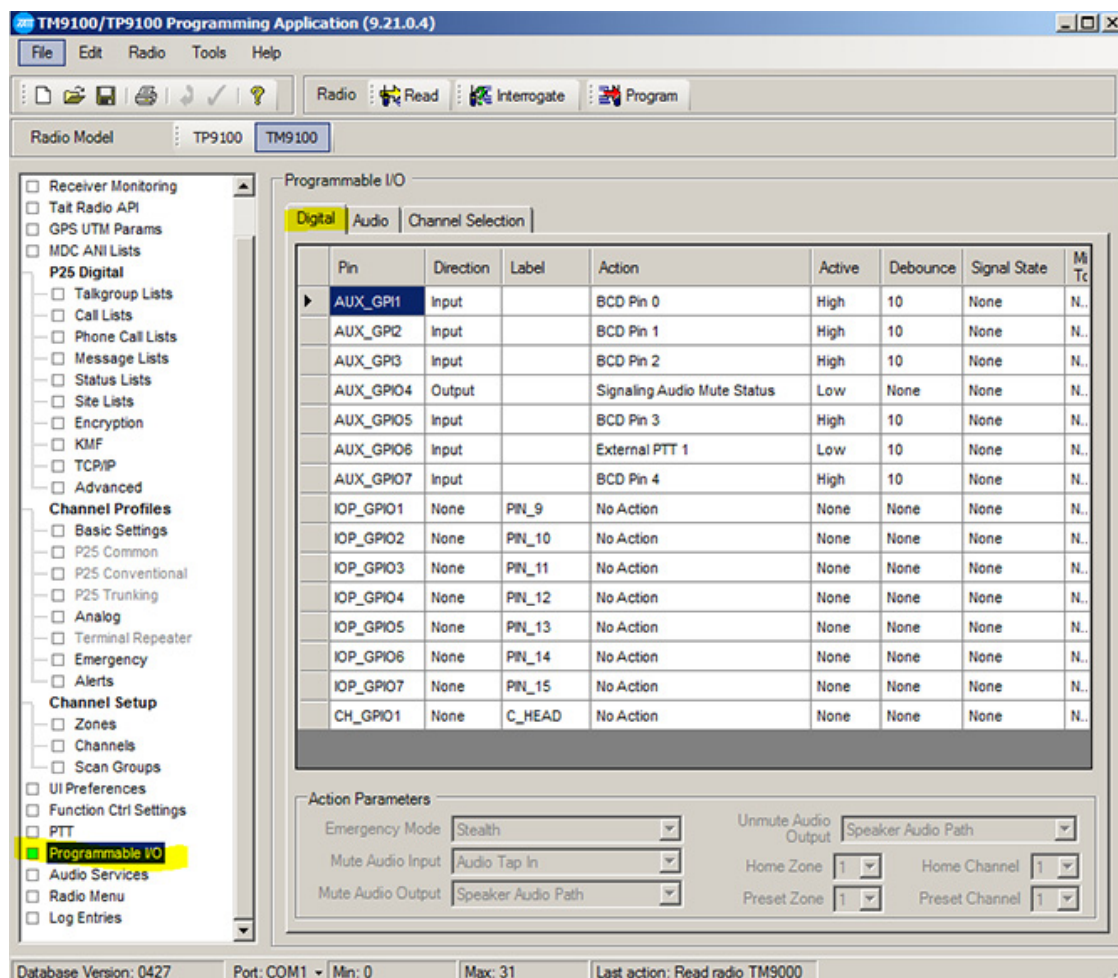 TM9100/TP9100 Programming Application (9.21.0.4)
File Edit Radio Tools Help
Radio Read Interrogate Program
Radio Model TP9100 TM9100
Receiver Monitoring
Tait Radio API
GPS UTM Params
MDC ANI Lists
P25 Digital
Talkgroup Lists
Call Lists
Phone Call Lists
Message Lists
Status Lists
Site Lists
Encryption
KMF
TCP/IP
Advanced
Channel Profiles
Basic Settings
P25 Common
P25 Conventional
P25 Trunking
Analog
Terminal Repeater
Emergency
Alerts
Channel Setup
Zones
Channels
Scan Groups
UI Preferences
Function Ctrl Settings
PTT
Programmable I/O
Audio Services
Radio Menu
Log Entries
Programmable I/O
Digital Audio Channel Selection
Pin Direction Label Action Active Debounce Signal State
AUX_GPI1 Input BCD Pin 0 High 10 None N..
AUX_GPI2 Input BCD Pin 1 High 10 None N..
AUX_GPI3 Input BCD Pin 2 High 10 None N..
AUX_GPIO4 Output Signaling Audio Mute Status Low None None N..
AUX_GPIO5 Input BCD Pin 3 High 10 None N..
AUX_GPIO6 Input External PTT 1 Low 10 None N..
AUX_GPIO7 Input BCD Pin 4 High 10 None N..
IOP_GPIO1 None PIN_9 No Action None None None N..
IOP_GPIO2 None PIN_10 No Action None None None N..
IOP_GPIO3 None PIN_11 No Action None None None N..
IOP_GPIO4 None PIN_12 No Action None None None N..
IOP_GPIO5 None PIN_13 No Action None None None N..
IOP_GPIO6 None PIN_14 No Action None None None N..
IOP_GPIO7 None PIN_15 No Action None None None N..
CH_GPIO1 None C_HEAD No Action None None None N..
Action Parameters
Emergency Mode Stealth
Mute Audio Input Audio Tap In
Mute Audio Output Speaker Audio Path
Unmute Audio Output Speaker Audio Path
Home Zone 1 Home Channel 1
Preset Zone 1 Preset Channel 1
Database Version: 0427 Port: COM1 Min: 0 Max: 31 Last action: Read radio TM9000